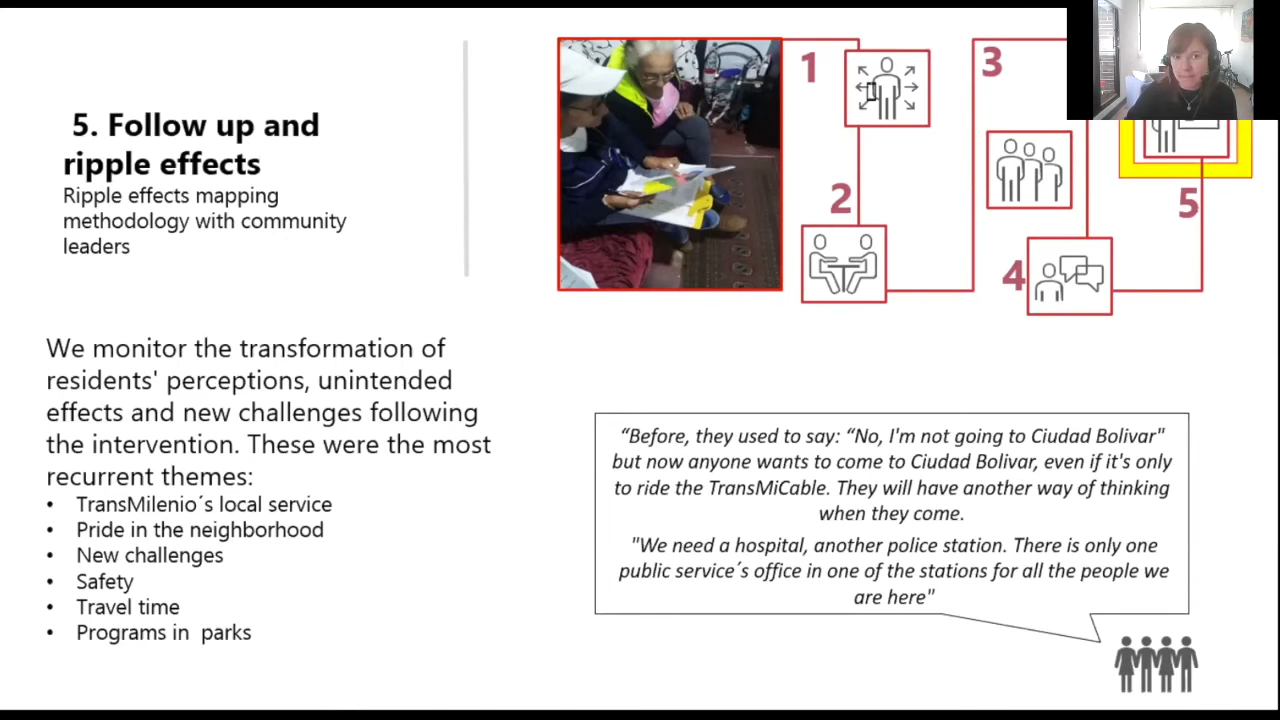 5. Follow up and
ripple effects
Ripple effects mapping
methodology with community
leaders
1
2
3
4
5
We monitor the transformation of
residents' perceptions, unintended
effects and new challenges following
the intervention. These were the most
recurrent themes:
• TransMilenio´s local service
• Pride in the neighborhood
• New challenges
• Safety
• Travel time
• Programs in  parks
“Before, they used to say: “No, I'm not going to Ciudad Bolivar"
but now anyone wants to come to Ciudad Bolivar, even if it's only
to ride the TransMiCable. They will have another way of thinking
when they come.
"We need a hospital, another police station. There is only one
public service´s office in one of the stations for all the people we
are here"